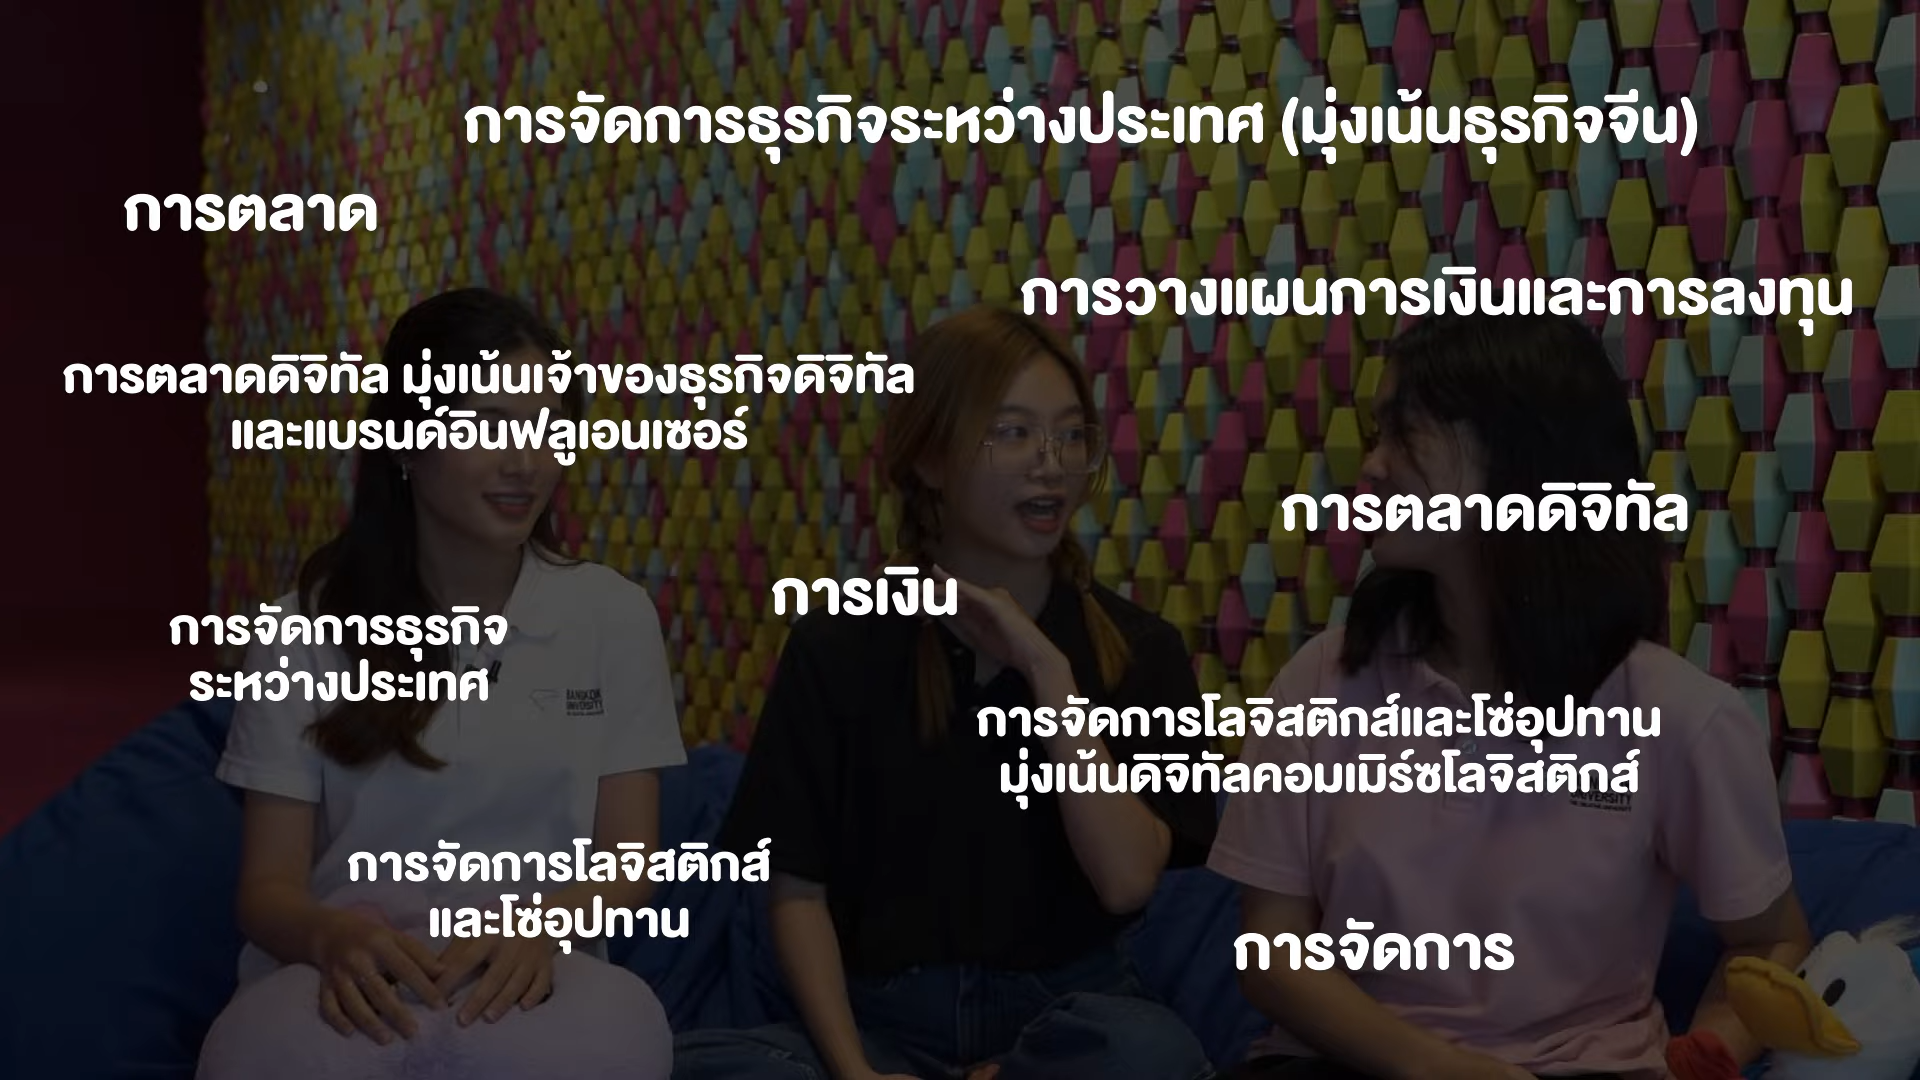 การจัดการธุรกิจระหว่างประเทศ (มุ่งเน้นธุรกิจจีน)
การตลาด
การวางแผนการเงินและการลงทุน
การตลาดดิจิทัล มุ่งเน้นเจ้าของธุรกิจดิจิทัล
และแบรนด์อินฟลูเอนเซอร์
การตลาดดิจิทัล
การเงิน
การจัดการธุรกิจ
ระหว่างประเทศ
BANGKOK
UNIVERSITY
การจัดการโลจิสติกส์และโซ่อุปทาน
มุ่งเน้นดิจิทัลคอมเมิร์ซโลจิสติกส์
UNIVERSITY
การจัดการโลจิสติกส์
และโซ่อุปทาน
การจัดการ